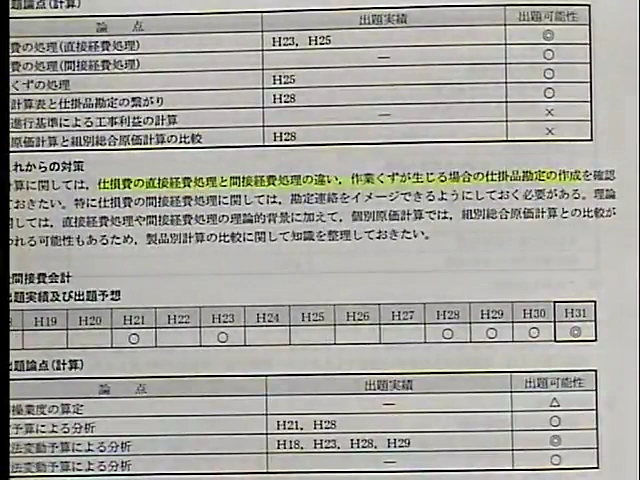 題論点(計算)
論 点 出題実績 出題可能性
費の処理(直接経費処理) H23, H25 ◎
費の処理(間接経費処理) — ○
くずの処理 H25 ○
計算表と仕掛品勘定の繋がり H28 ○
進行基準による工事利益の計算 — ×
原価計算と組別総合原価計算の比較 H28 ×
れからの対策
計算に関しては，仕損費の直接経費処理と間接経費処理の違い，作業くずが生じる場合の仕掛品勘定の作成を確認
ておきたい。特に仕損費の間接経費処理に関しては，勘定連絡をイメージできるようにしておく必要がある。理論
関しては，直接経費処理や間接経費処理の理論的背景に加えて，個別原価計算では，組別総合原価計算との比較が
われる可能性もあるため，製品別計算の比較に関して知識を整理しておきたい。
間接費会計
出題実績及び出題予想
H19 H20 H21 H22 H23 H24 H25 H26 H27 H28 H29 H30 H31
○ ○ ○ ○ ○ ◎
出題論点(計算)
論 点 出題実績 出題可能性
操業度の算定 — △
予算による分析 H21, H28 ○
法変動予算による分析 H18, H23, H28, H29 ◎
法変動予算による分析 — ○